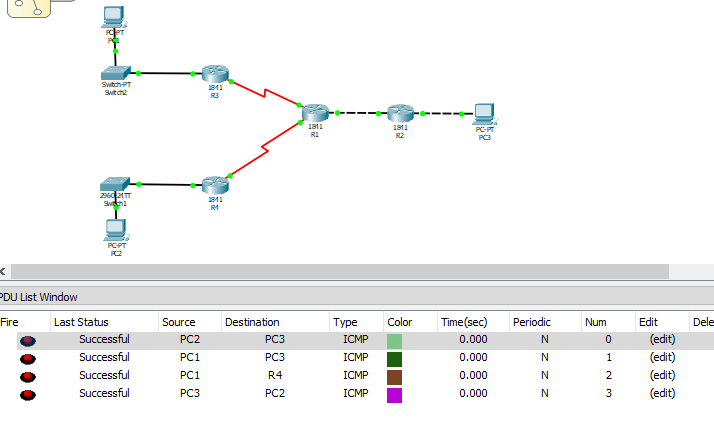 PC-PT
PC1
Switch-PT
Switch2
1841
R3
1841
R1
1841
R2
PC-PT
PC3
2960-24TT
Switch1
1841
R4
PC-PT
PC2
PDU List Window
Fire Last Status Source Destination Type Color Time(sec) Periodic Num Edit Dele
Successful PC2 PC3 ICMP 0.000 N 0 (edit)
Successful PC1 PC3 ICMP 0.000 N 1 (edit)
Successful PC1 R4 ICMP 0.000 N 2 (edit)
Successful PC3 PC2 ICMP 0.000 N 3 (edit)